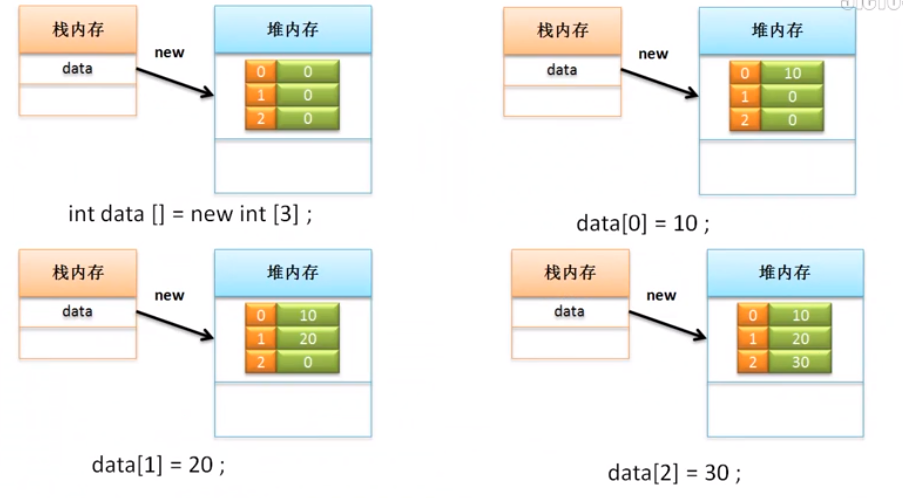 栈内存
堆内存
new
data
0 0
1 0
2 0
int data [] = new int [3] ;
栈内存
堆内存
new
data
0 10
1 0
2 0
data[0] = 10 ;
栈内存
堆内存
new
data
0 10
1 20
2 0
data[1] = 20 ;
栈内存
堆内存
new
data
0 10
1 20
2 30
data[2] = 30 ;